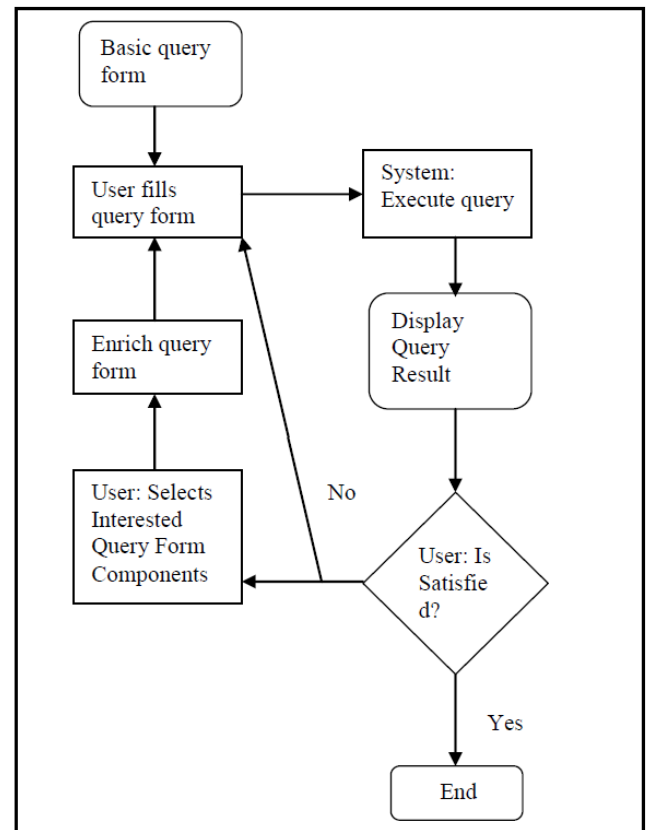 Basic query
form
User fills
query form
System:
Execute query
Enrich query
form
Display
Query
Result
User: Selects
Interested
Query Form
Components
No
User: Is
Satisfie
d?
Yes
End